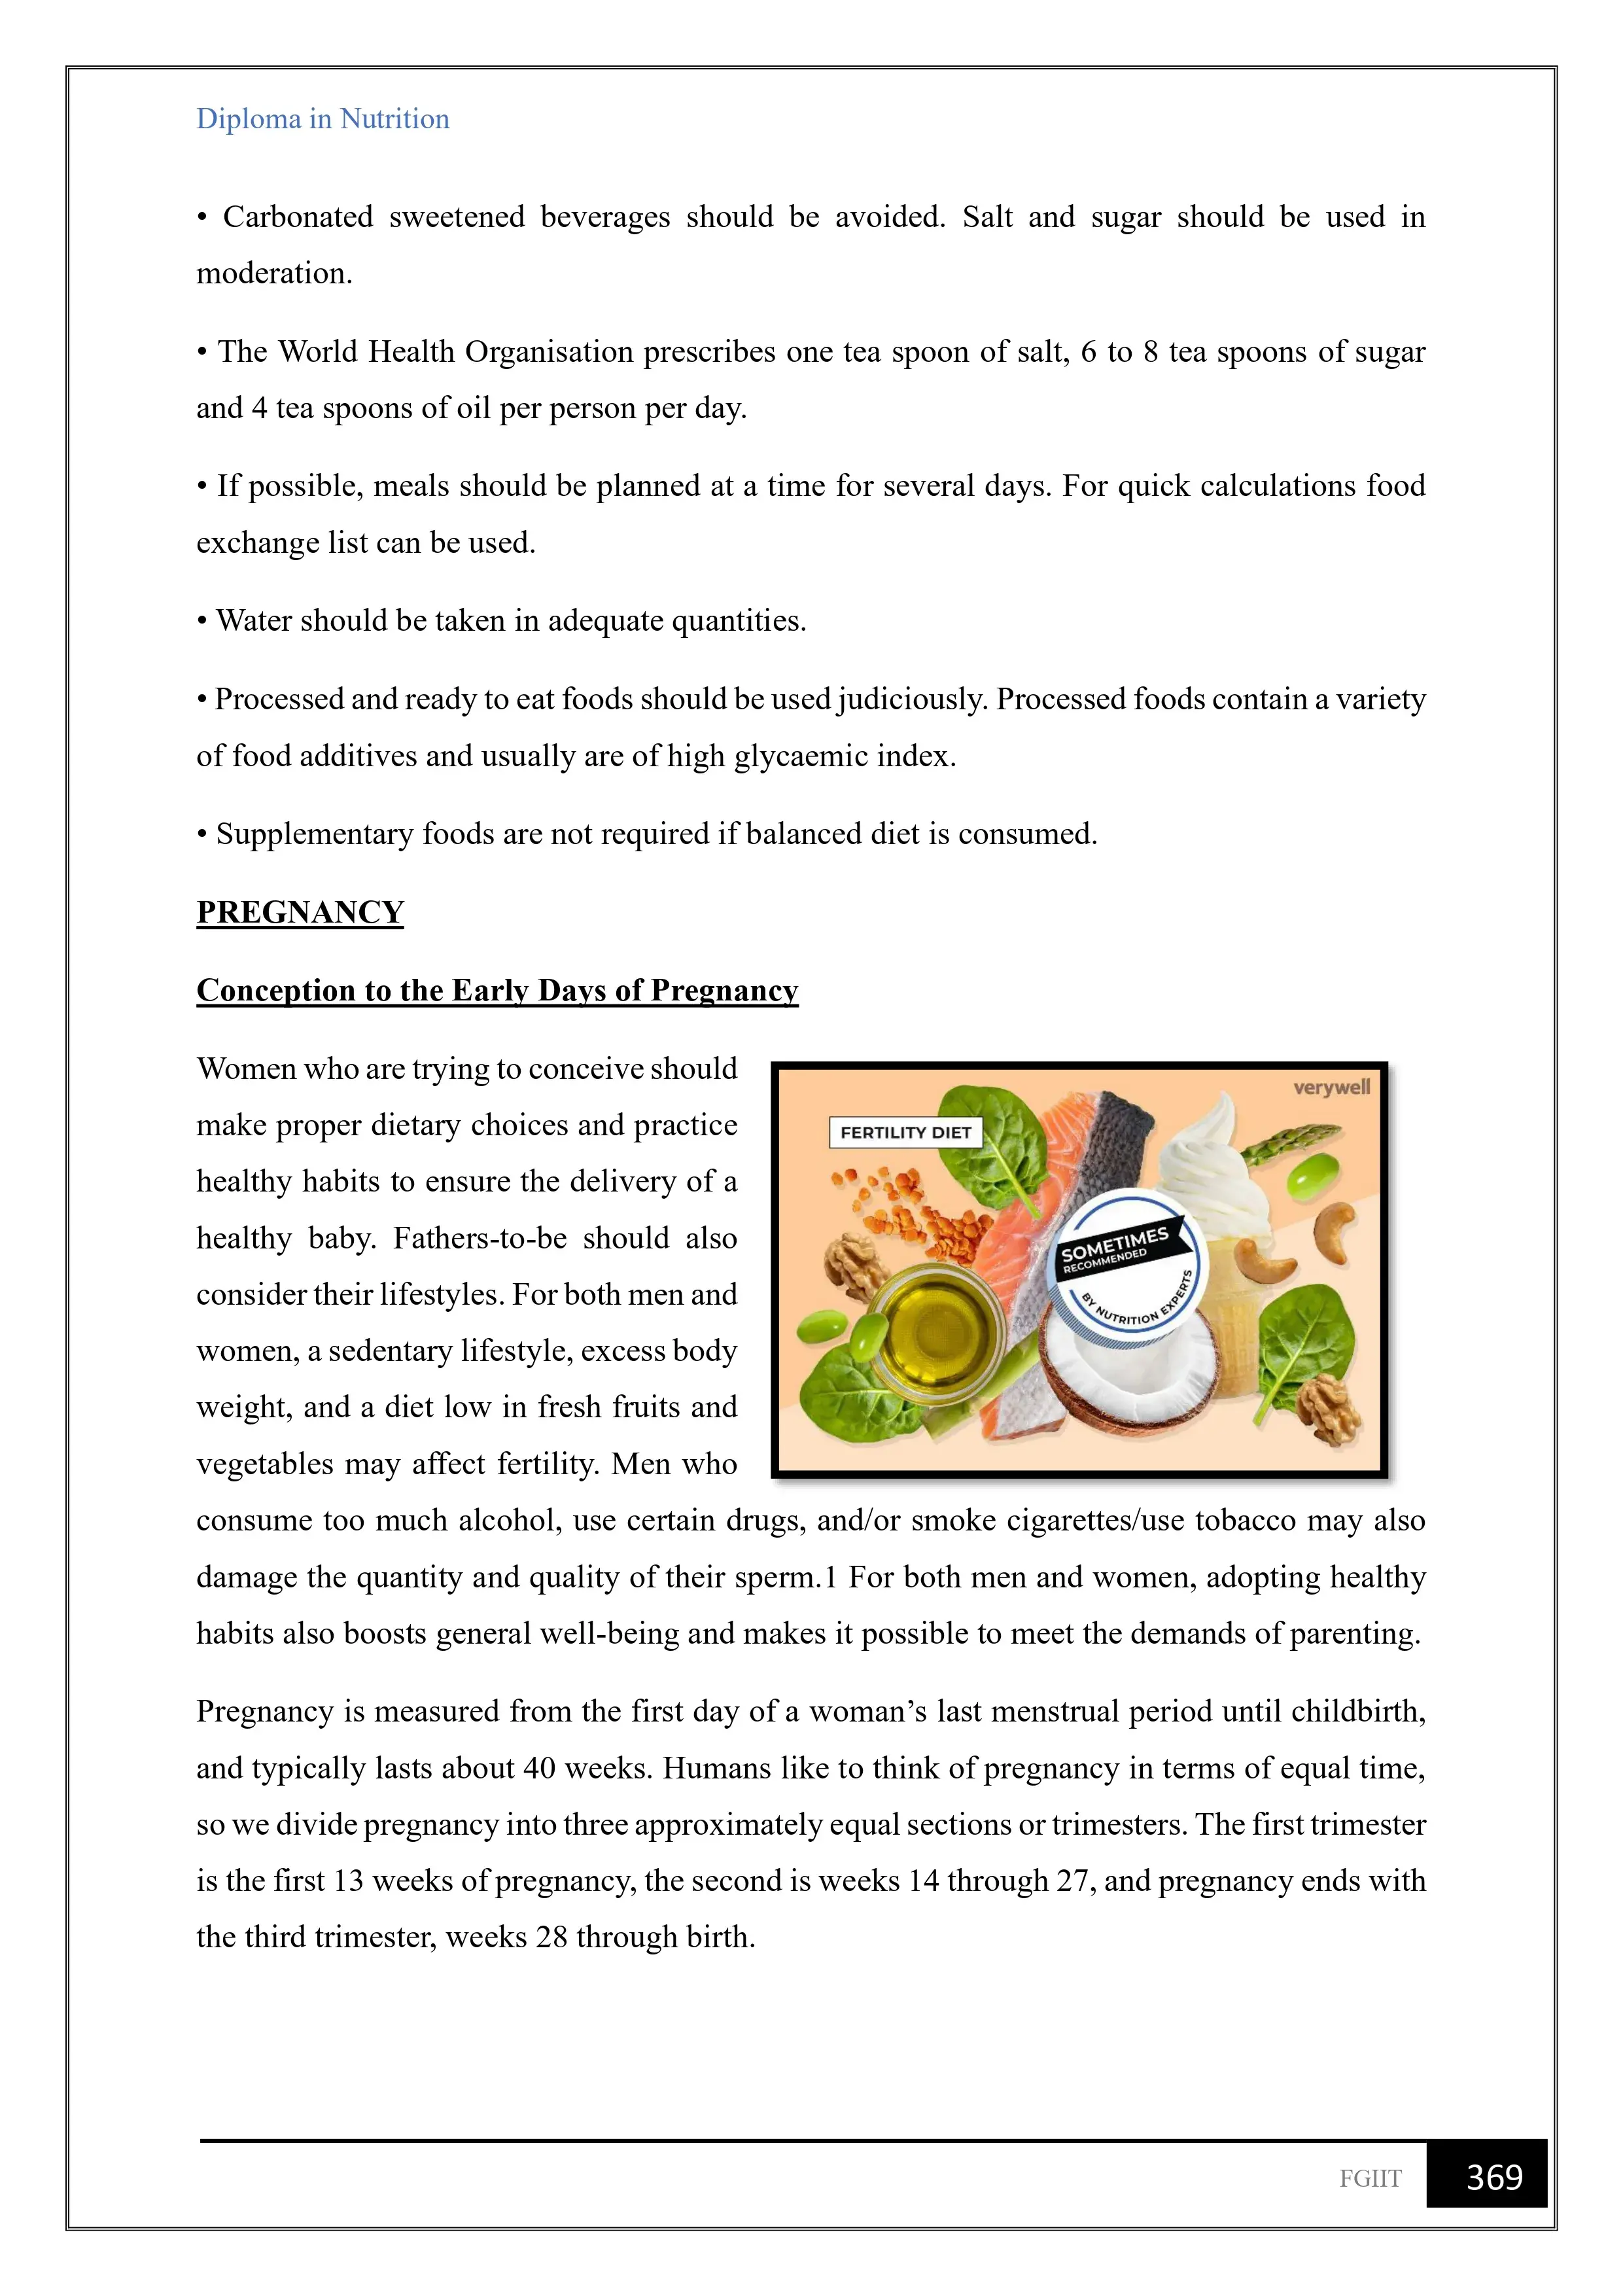 Diploma in Nutrition
• Carbonated sweetened beverages should be avoided. Salt and sugar should be used in
moderation.
• The World Health Organisation prescribes one tea spoon of salt, 6 to 8 tea spoons of sugar
and 4 tea spoons of oil per person per day.
• If possible, meals should be planned at a time for several days. For quick calculations food
exchange list can be used.
• Water should be taken in adequate quantities.
• Processed and ready to eat foods should be used judiciously. Processed foods contain a variety
of food additives and usually are of high glycaemic index.
• Supplementary foods are not required if balanced diet is consumed.
PREGNANCY
Conception to the Early Days of Pregnancy
Women who are trying to conceive should
make proper dietary choices and practice
healthy habits to ensure the delivery of a
healthy baby. Fathers-to-be should also
consider their lifestyles. For both men and
women, a sedentary lifestyle, excess body
weight, and a diet low in fresh fruits and
vegetables may affect fertility. Men who
verywell
FERTILITY DIET
SOMETIMES
RECOMMENDED
BY NUTRITION EXPERTS
consume too much alcohol, use certain drugs, and/or smoke cigarettes/use tobacco may also
damage the quantity and quality of their sperm.1 For both men and women, adopting healthy
habits also boosts general well-being and makes it possible to meet the demands of parenting.
Pregnancy is measured from the first day of a woman’s last menstrual period until childbirth,
and typically lasts about 40 weeks. Humans like to think of pregnancy in terms of equal time,
so we divide pregnancy into three approximately equal sections or trimesters. The first trimester
is the first 13 weeks of pregnancy, the second is weeks 14 through 27, and pregnancy ends with
the third trimester, weeks 28 through birth.
FGIIT
369